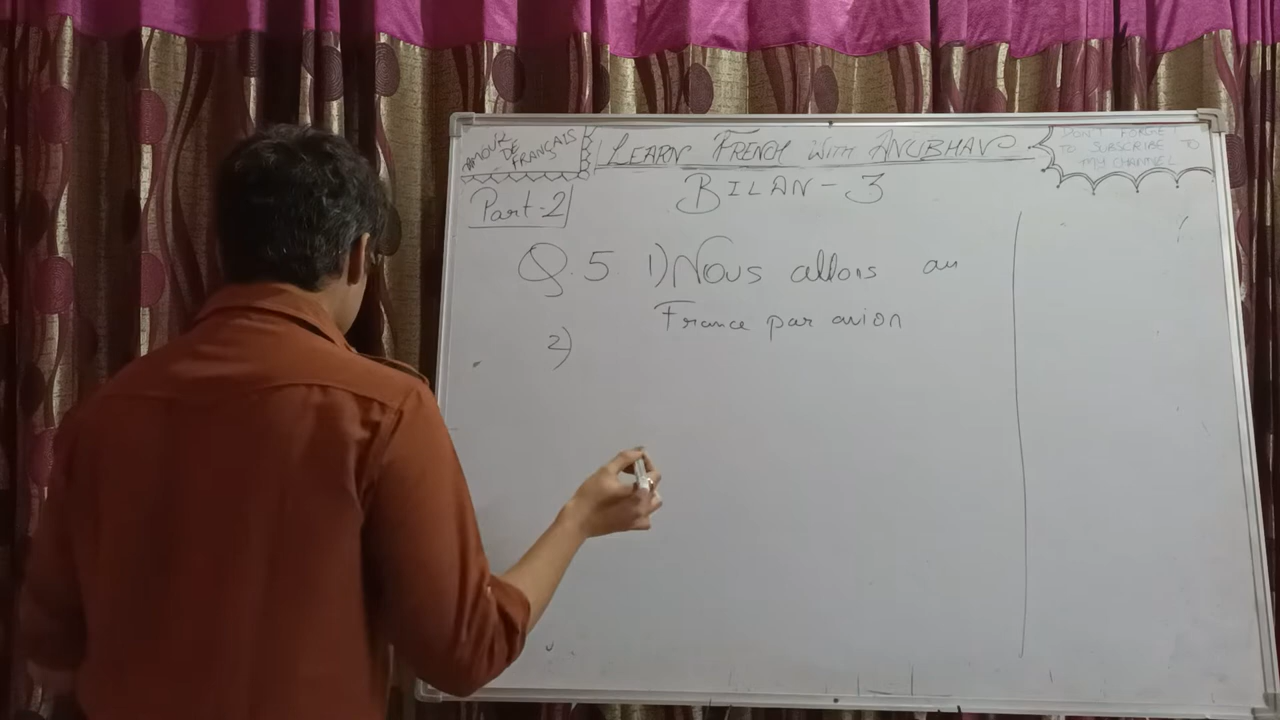 AMOUR DE FRANÇAIS
LEARN FRENCH WITH ANUBHAV
DON'T FORGET
TO SUBSCRIBE TO
MY CHANNEL
BILAN-3
Part-2
Q.5 1) Nous allons au
France par avion
2)